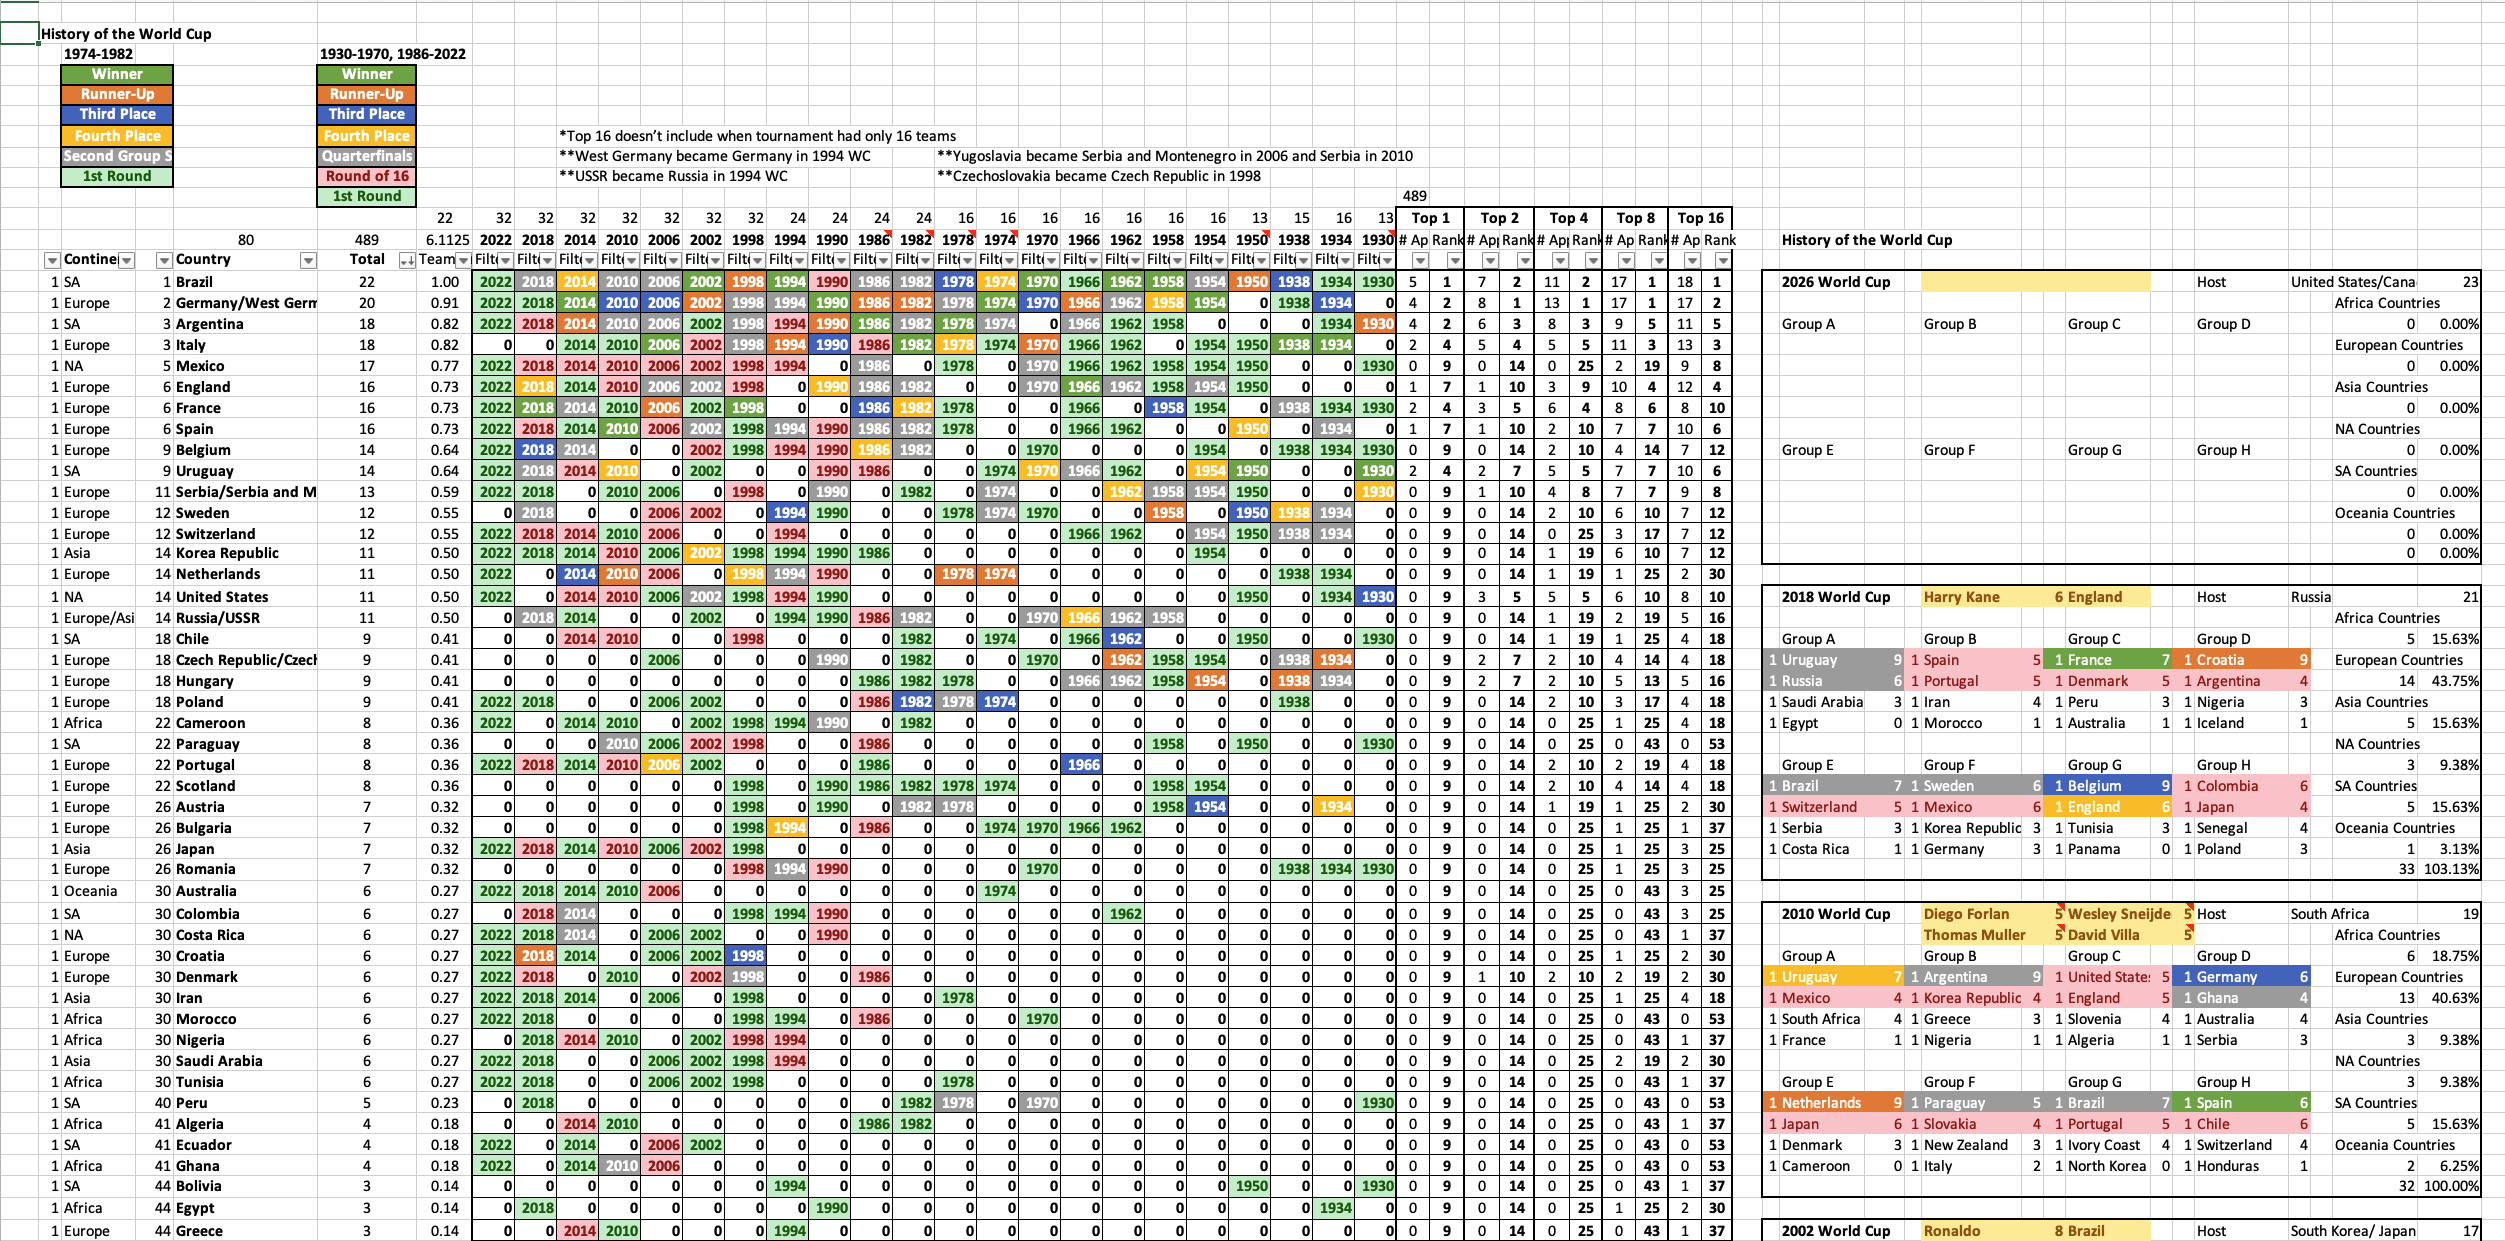 History of the World Cup
1974-1982 1930-1970, 1986-2022
Winner Winner
Runner-Up Runner-Up
Third Place Third Place
Fourth Place Fourth Place *Top 16 doesn't include when tournament had only 16 teams
Second Group S Quarterfinals **West Germany became Germany in 1994 WC **Yugoslavia became Serbia and Montenegro in 2006 and Serbia in 2010
1st Round Round of 16 **USSR became Russia in 1994 WC **Czechoslovakia became Czech Republic in 1998
1st Round 489
22 32 32 32 32 32 32 32 24 24 24 24 16 16 16 16 16 16 16 13 15 16 13 Top 1 Top 2 Top 4 Top 8 Top 16
80 489 6.1125 2022 2018 2014 2010 2006 2002 1998 1994 1990 1986 1982 1978 1974 1970 1966 1962 1958 1954 1950 1938 1934 1930 # Ap Rank # Ap Rank # Ap Rank # Ap Rank # Ap Rank History of the World Cup
Contine Country Total Team Filt Filt Filt Filt Filt Filt Filt Filt Filt Filt Filt Filt Filt Filt Filt Filt Filt Filt Filt Filt Filt Filt
1 SA 1 Brazil 22 1.00 2022 2018 2014 2010 2006 2002 1998 1994 1990 1986 1982 1978 1974 1970 1966 1962 1958 1954 1950 1938 1934 1930 5 1 7 2 11 2 17 1 18 1 2026 World Cup Host United States/Cana 23
1 Europe 2 Germany/West Germ 20 0.91 2022 2018 2014 2010 2006 2002 1998 1994 1990 1986 1982 1978 1974 1970 1966 1962 1958 1954 0 1938 1934 0 4 2 8 1 13 1 17 1 17 2 Africa Countries
1 SA 3 Argentina 18 0.82 2022 2018 2014 2010 2006 2002 1998 1994 1990 1986 1982 1978 1974 0 1966 1962 1958 0 0 0 1934 1930 4 2 6 3 8 3 9 5 11 5 Group A Group B Group C Group D 0 0.00%
1 Europe 3 Italy 18 0.82 0 0 2014 2010 2006 2002 1998 1994 1990 1986 1982 1978 1974 1970 1966 1962 0 1954 1950 1938 1934 0 2 4 5 4 5 5 11 3 13 3 European Countries
1 NA 5 Mexico 17 0.77 2022 2018 2014 2010 2006 2002 1998 1994 0 1986 0 1978 0 1970 1966 1962 1958 1954 1950 0 0 1930 0 9 0 14 0 25 2 19 9 8 0 0.00%
1 Europe 6 England 16 0.73 2022 2018 2014 2010 2006 2002 1998 0 1990 1986 1982 0 0 1970 1966 1962 1958 1954 1950 0 0 0 1 7 1 10 3 9 10 4 12 4 Asia Countries
1 Europe 6 France 16 0.73 2022 2018 2014 2010 2006 2002 1998 0 0 1986 1982 1978 0 0 1966 0 1958 1954 0 1938 1934 1930 2 4 3 5 6 4 8 6 8 10 0 0.00%
1 Europe 6 Spain 16 0.73 2022 2018 2014 2010 2006 2002 1998 1994 1990 1986 1982 1978 0 0 1966 1962 0 0 1950 0 1934 0 1 7 1 10 2 10 7 7 10 6 NA Countries
1 Europe 9 Belgium 14 0.64 2022 2018 2014 0 0 2002 1998 1994 1990 1986 1982 0 0 1970 0 0 0 1954 0 1938 1934 1930 0 9 0 14 2 10 4 14 7 12 Group E Group F Group G Group H 0 0.00%
1 SA 9 Uruguay 14 0.64 2022 2018 2014 2010 0 2002 0 0 1990 1986 0 0 1974 1970 1966 1962 0 1954 1950 0 0 1930 2 4 2 7 5 5 7 7 10 6 SA Countries
1 Europe 11 Serbia/Serbia and M 13 0.59 2022 2018 0 2010 2006 0 1998 0 1990 0 1982 0 1974 0 0 1962 1958 1954 1950 0 0 1930 0 9 1 10 4 8 7 7 9 8 0 0.00%
1 Europe 12 Sweden 12 0.55 0 2018 0 0 2006 2002 0 1994 1990 0 0 1978 1974 1970 0 0 1958 0 1950 1938 1934 0 0 9 0 14 2 10 6 10 7 12 Oceania Countries
1 Europe 12 Switzerland 12 0.55 2022 2018 2014 2010 2006 0 0 1994 0 0 0 0 0 0 1966 1962 0 1954 1950 1938 1934 0 0 9 0 14 0 25 3 17 7 12 0 0.00%
1 Asia 14 Korea Republic 11 0.50 2022 2018 2014 2010 2006 2002 1998 1994 1990 1986 0 0 0 0 0 0 0 1954 0 0 0 0 0 9 0 14 1 19 6 10 7 12 0 0.00%
1 Europe 14 Netherlands 11 0.50 2022 0 2014 2010 2006 0 1998 1994 1990 0 0 1978 1974 0 0 0 0 0 0 1938 1934 0 0 9 0 14 1 19 1 25 2 30
1 NA 14 United States 11 0.50 2022 0 2014 2010 2006 2002 1998 1994 1990 0 0 0 0 0 0 0 0 0 1950 0 1934 1930 0 9 3 5 5 5 6 10 8 10 2018 World Cup Harry Kane 6 England Host Russia 21
1 Europe/Asi 14 Russia/USSR 11 0.50 0 2018 2014 0 0 2002 0 1994 1990 1986 1982 0 0 1970 1966 1962 1958 0 0 0 0 0 0 9 0 14 1 19 2 19 5 16 Africa Countries
1 SA 18 Chile 9 0.41 0 0 2014 2010 0 0 1998 0 0 0 1982 0 1974 0 1966 1962 0 0 1950 0 0 1930 0 9 0 14 1 19 1 25 4 18 Group A Group B Group C Group D 5 15.63%
1 Europe 18 Czech Republic/Czech 9 0.41 0 0 0 0 2006 0 0 0 1990 0 1982 0 0 1970 0 1962 1958 1954 0 1938 1934 0 0 9 2 7 2 10 4 14 4 18 1 Uruguay 9 1 Spain 5 1 France 7 1 Croatia 9 European Countries
1 Europe 18 Hungary 9 0.41 0 0 0 0 0 0 0 0 0 1986 1982 1978 0 0 1966 1962 1958 1954 0 1938 1934 0 0 9 2 7 2 10 5 13 5 16 1 Russia 6 1 Portugal 5 1 Denmark 5 1 Argentina 4 14 43.75%
1 Europe 18 Poland 9 0.41 2022 2018 0 0 2006 2002 0 0 0 1986 1982 1978 1974 0 0 0 0 0 0 1938 0 0 0 9 0 14 2 10 3 17 4 18 1 Saudi Arabia 3 1 Iran 4 1 Peru 3 1 Nigeria 3 Asia Countries
1 Africa 22 Cameroon 8 0.36 2022 0 2014 2010 0 2002 1998 1994 1990 0 1982 0 0 0 0 0 0 0 0 0 0 0 0 9 0 14 0 25 1 25 4 18 1 Egypt 0 1 Morocco 1 1 Australia 1 1 Iceland 1 5 15.63%
1 SA 22 Paraguay 8 0.36 0 0 0 2010 2006 2002 1998 0 0 1986 0 0 0 0 0 0 1958 0 1950 0 0 1930 0 9 0 14 0 25 0 43 0 53 NA Countries
1 Europe 22 Portugal 8 0.36 2022 2018 2014 2010 2006 2002 0 0 0 1986 0 0 0 0 1966 0 0 0 0 0 0 0 0 9 0 14 2 10 2 19 4 18 Group E Group F Group G Group H 3 9.38%
1 Europe 22 Scotland 8 0.36 0 0 0 0 0 0 1998 0 1990 1986 1982 1978 1974 0 0 0 1958 1954 0 0 0 0 0 9 0 14 2 10 4 14 4 18 1 Brazil 7 1 Sweden 6 1 Belgium 9 1 Colombia 6 SA Countries
1 Europe 26 Austria 7 0.32 0 0 0 0 0 0 1998 0 1990 0 1982 1978 0 0 0 0 1958 1954 0 0 1934 0 0 9 0 14 1 19 1 25 2 30 1 Switzerland 5 1 Mexico 6 1 England 6 1 Japan 4 5 15.63%
1 Europe 26 Bulgaria 7 0.32 0 0 0 0 0 0 1998 1994 0 1986 0 0 1974 1970 1966 1962 0 0 0 0 0 0 0 9 0 14 0 25 1 25 1 37 1 Serbia 3 1 Korea Republic 3 1 Tunisia 3 1 Senegal 4 Oceania Countries
1 Asia 26 Japan 7 0.32 2022 2018 2014 2010 2006 2002 1998 0 0 0 0 0 0 0 0 0 0 0 0 0 0 0 0 9 0 14 0 25 1 25 3 25 1 Costa Rica 1 1 Germany 3 1 Panama 0 1 Poland 3 1 3.13%
1 Europe 26 Romania 7 0.32 0 0 0 0 0 0 1998 1994 1990 0 0 0 0 1970 0 0 0 0 0 1938 1934 1930 0 9 0 14 0 25 1 25 3 25 33 103.13%
1 Oceania 30 Australia 6 0.27 2022 2018 2014 2010 2006 0 0 0 0 0 0 0 1974 0 0 0 0 0 0 0 0 0 0 9 0 14 0 25 0 43 3 25
1 SA 30 Colombia 6 0.27 0 2018 2014 0 0 0 1998 1994 1990 0 0 0 0 0 0 1962 0 0 0 0 0 0 0 9 0 14 0 25 0 43 3 25 2010 World Cup Diego Forlan 5 Wesley Sneijde 5 Host South Africa 19
1 NA 30 Costa Rica 6 0.27 2022 2018 2014 0 2006 2002 0 0 1990 0 0 0 0 0 0 0 0 0 0 0 0 0 0 9 0 14 0 25 0 43 1 37 Thomas Muller 5 David Villa 5 Africa Countries
1 Europe 30 Croatia 6 0.27 2022 2018 2014 0 2006 2002 1998 0 0 0 0 0 0 0 0 0 0 0 0 0 0 0 0 9 0 14 0 25 1 25 2 30 Group A Group B Group C Group D 6 18.75%
1 Europe 30 Denmark 6 0.27 2022 2018 0 2010 0 2002 1998 0 0 1986 0 0 0 0 0 0 0 0 0 0 0 0 0 9 1 10 2 10 2 19 2 30 1 Uruguay 7 1 Argentina 9 1 United State: 5 1 Germany 6 European Countries
1 Asia 30 Iran 6 0.27 2022 2018 2014 0 2006 0 1998 0 0 0 0 1978 0 0 0 0 0 0 0 0 0 0 0 9 0 14 0 25 1 25 4 18 1 Mexico 4 1 Korea Republic 4 1 England 5 1 Ghana 4 13 40.63%
1 Africa 30 Morocco 6 0.27 2022 2018 0 0 0 0 1998 1994 0 1986 0 0 0 1970 0 0 0 0 0 0 0 0 0 9 0 14 0 25 0 43 0 53 1 South Africa 4 1 Greece 3 1 Slovenia 4 1 Australia 4 Asia Countries
1 Africa 30 Nigeria 6 0.27 0 2018 2014 2010 0 2002 1998 1994 0 0 0 0 0 0 0 0 0 0 0 0 0 0 0 9 0 14 0 25 0 43 1 37 1 France 1 1 Nigeria 1 1 Algeria 1 1 Serbia 3 3 9.38%
1 Asia 30 Saudi Arabia 6 0.27 2022 2018 0 0 2006 2002 1998 1994 0 0 0 0 0 0 0 0 0 0 0 0 0 0 0 9 0 14 0 25 2 19 2 30 NA Countries
1 Africa 30 Tunisia 6 0.27 2022 2018 0 0 2006 2002 1998 0 0 0 0 1978 0 0 0 0 0 0 0 0 0 0 0 9 0 14 0 25 0 43 1 37 Group E Group F Group G Group H 3 9.38%
1 SA 40 Peru 5 0.23 0 2018 0 0 0 0 0 0 0 0 1982 1978 0 1970 0 0 0 0 0 0 0 1930 0 9 0 14 0 25 0 43 0 53 1 Netherlands 9 1 Paraguay 5 1 Brazil 7 1 Spain 6 SA Countries
1 Africa 41 Algeria 4 0.18 0 0 2014 2010 0 0 0 0 0 1986 1982 0 0 0 0 0 0 0 0 0 0 0 0 9 0 14 0 25 0 43 1 37 1 Japan 6 1 Slovakia 4 1 Portugal 5 1 Chile 6 5 15.63%
1 SA 41 Ecuador 4 0.18 2022 0 2014 0 2006 2002 0 0 0 0 0 0 0 0 0 0 0 0 0 0 0 0 0 9 0 14 0 25 0 43 0 53 1 Denmark 3 1 New Zealand 3 1 Ivory Coast 4 1 Switzerland 4 Oceania Countries
1 Africa 41 Ghana 4 0.18 2022 0 2014 2010 2006 0 0 0 0 0 0 0 0 0 0 0 0 0 0 0 0 0 0 9 0 14 0 25 0 43 0 53 1 Cameroon 0 1 Italy 2 1 North Korea 0 1 Honduras 1 2 6.25%
1 SA 44 Bolivia 3 0.14 0 0 0 0 0 0 0 1994 0 0 0 0 0 0 0 0 0 0 1950 0 0 1930 0 9 0 14 0 25 0 43 1 37 32 100.00%
1 Africa 44 Egypt 3 0.14 0 2018 0 0 0 0 0 0 1990 0 0 0 0 0 0 0 0 0 0 0 1934 0 0 9 0 14 0 25 1 25 2 30
1 Europe 44 Greece 3 0.14 0 0 2014 2010 0 0 0 1994 0 0 0 0 0 0 0 0 0 0 0 0 0 0 0 9 0 14 0 25 0 43 1 37 2002 World Cup Ronaldo 8 Brazil Host South Korea/ Japan 17